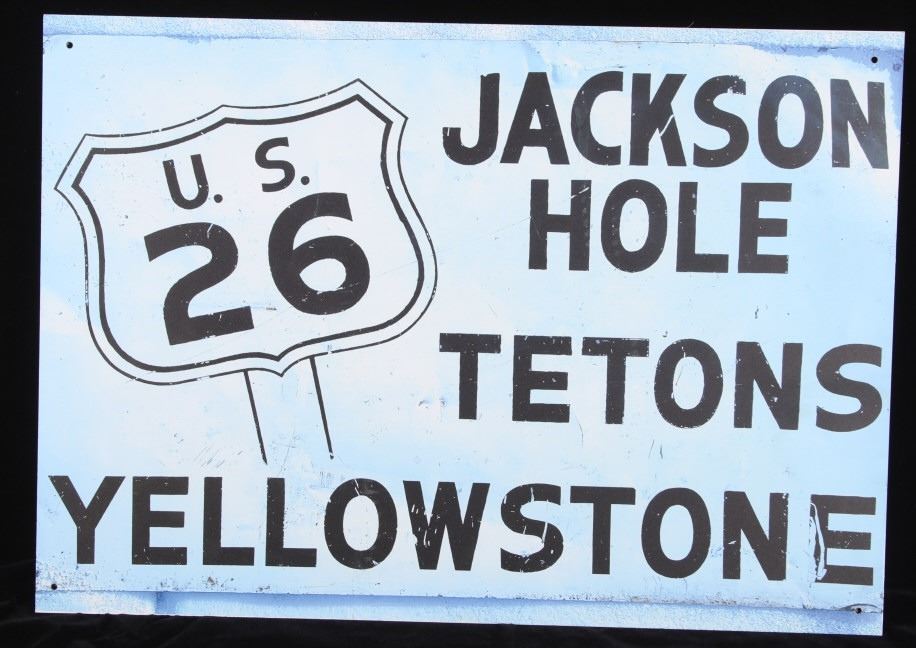 U. S.
26
JACKSON
HOLE
TETONS
YELLOWSTONE